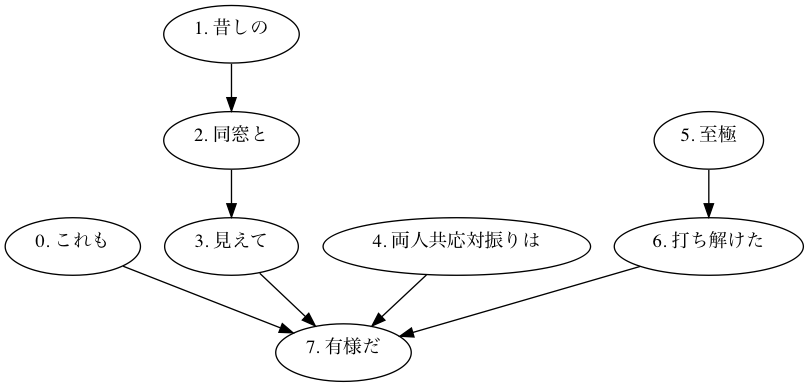 1. 昔しの
2. 同窓と
5. 至極
0. これも
3. 見えて
4. 両人共応対振りは
6. 打ち解けた
7. 有様だ